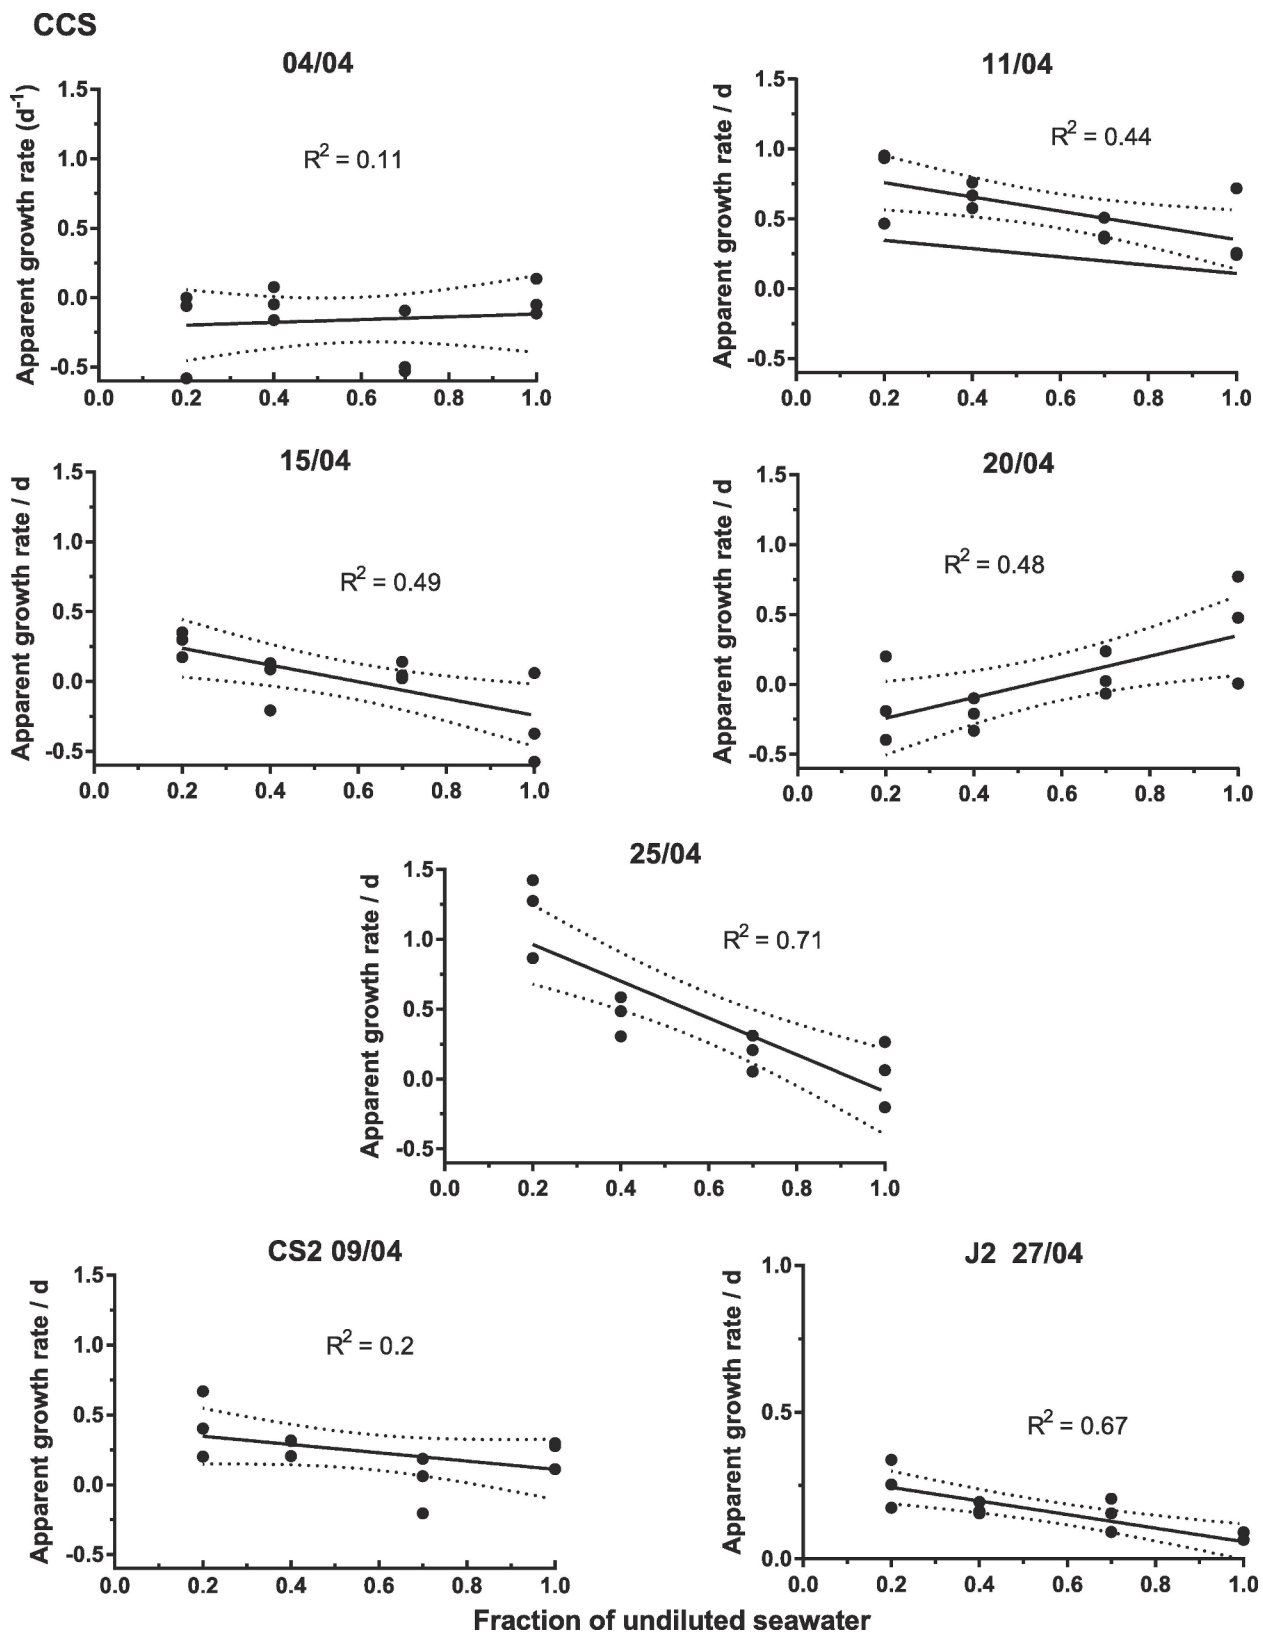 CCS
04/04
Apparent growth rate (d-1)
1.5
1.0
0.5
0.0
-0.5
R2 = 0.11
0.0 0.2 0.4 0.6 0.8 1.0
11/04
Apparent growth rate / d
1.5
1.0
0.5
0.0
-0.5
R2 = 0.44
0.0 0.2 0.4 0.6 0.8 1.0
15/04
Apparent growth rate / d
1.5
1.0
0.5
0.0
-0.5
R2 = 0.49
0.0 0.2 0.4 0.6 0.8 1.0
20/04
Apparent growth rate / d
1.5
1.0
0.5
0.0
-0.5
R2 = 0.48
0.0 0.2 0.4 0.6 0.8 1.0
25/04
Apparent growth rate / d
1.5
1.0
0.5
0.0
-0.5
R2 = 0.71
0.0 0.2 0.4 0.6 0.8 1.0
CS2 09/04
Apparent growth rate / d
1.5
1.0
0.5
0.0
-0.5
R2 = 0.2
0.0 0.2 0.4 0.6 0.8 1.0
J2 27/04
Apparent growth rate / d
1.0
0.5
0.0
R2 = 0.67
0.0 0.2 0.4 0.6 0.8 1.0
Fraction of undiluted seawater